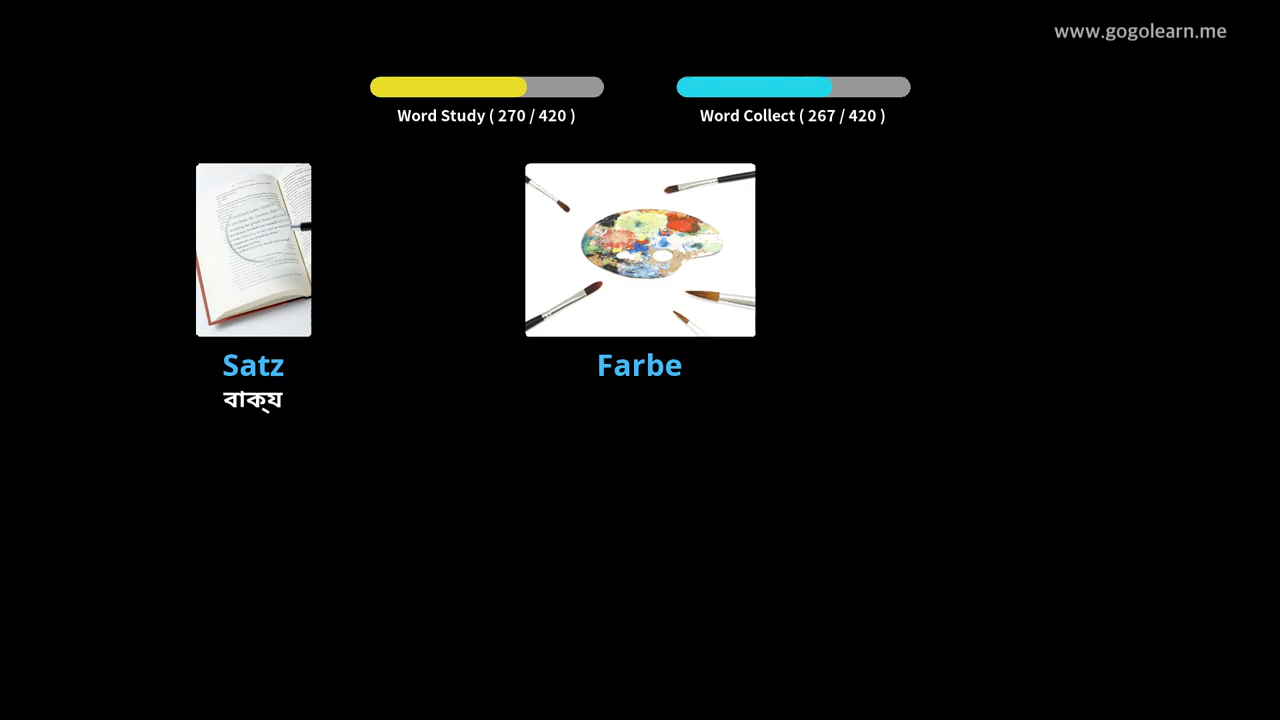 www.gogolearn.me
Word Study ( 270 / 420 )
Word Collect ( 267 / 420 )
Satz
Farbe
বাক্য